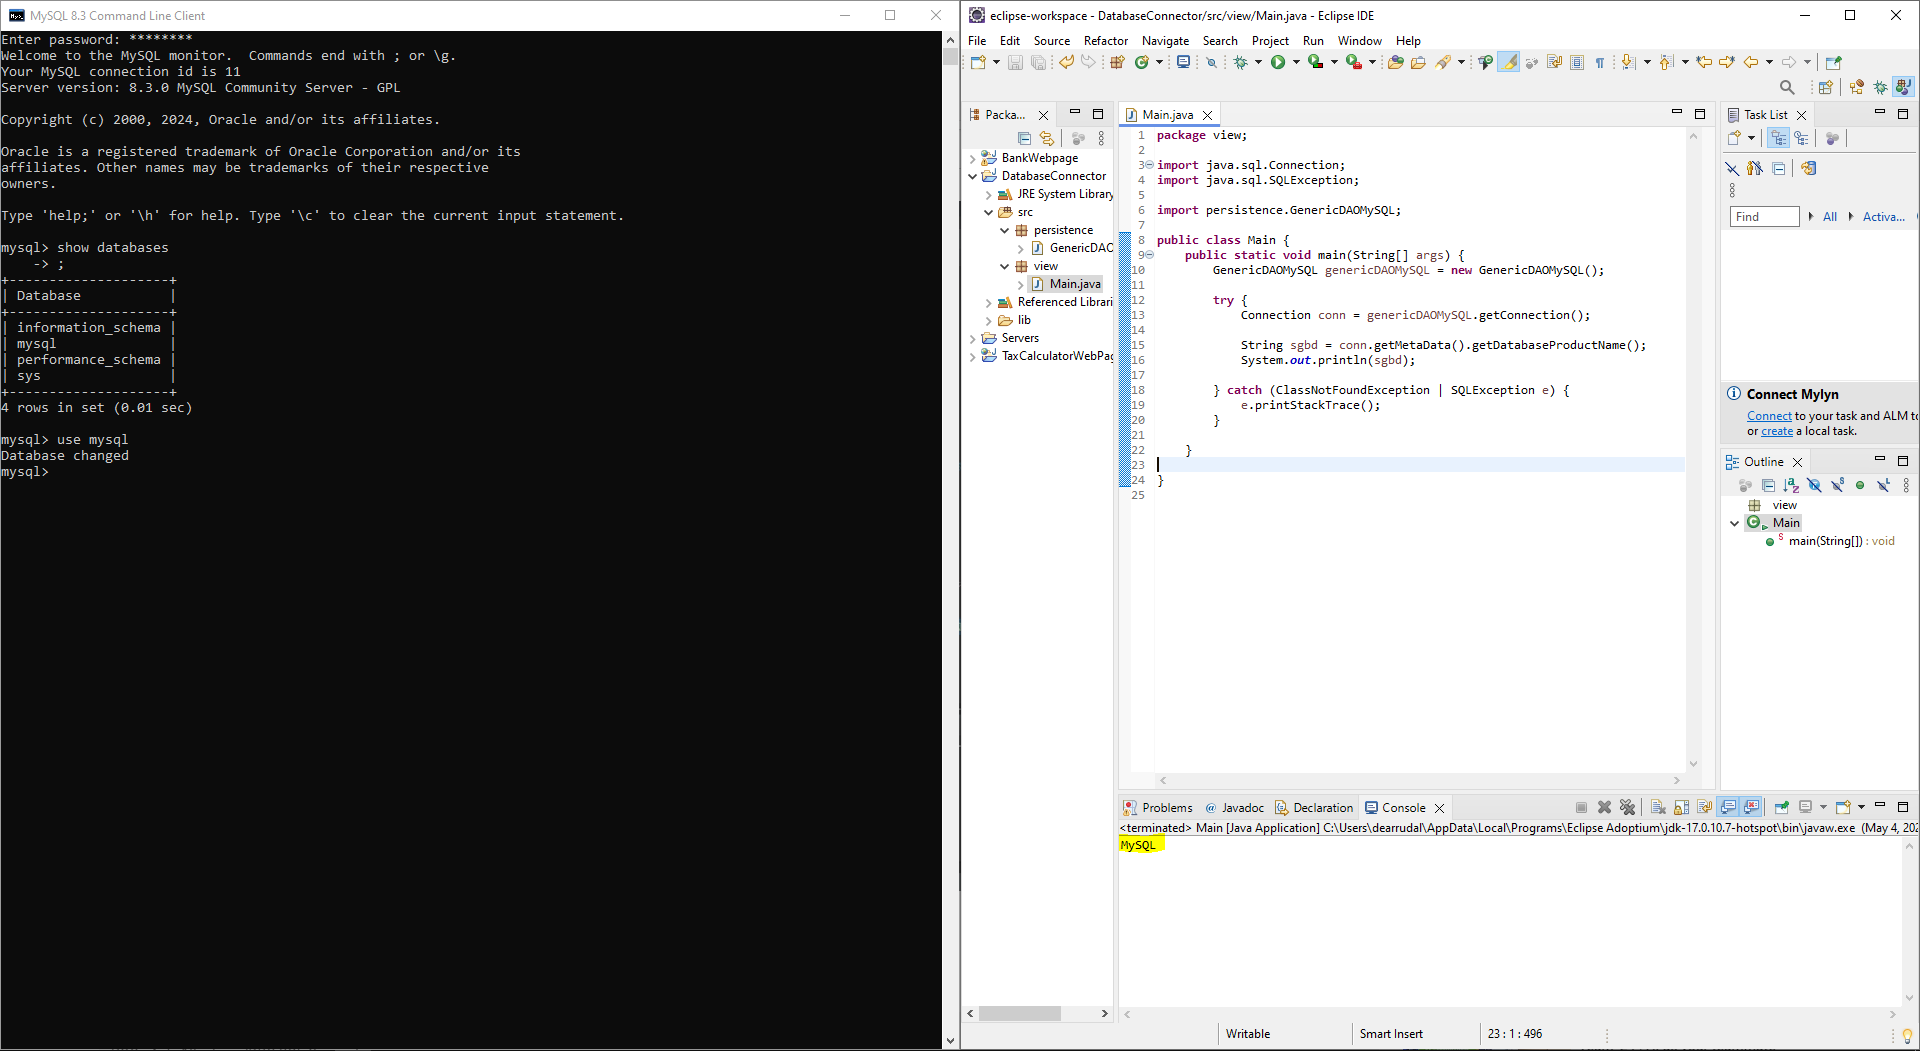 MySQL 8.3 Command Line Client
Enter password: ********
Welcome to the MySQL monitor.  Commands end with ; or \g.
Your MySQL connection id is 11
Server version: 8.3.0 MySQL Community Server - GPL
Copyright (c) 2000, 2024, Oracle and/or its affiliates.
Oracle is a registered trademark of Oracle Corporation and/or its
affiliates. Other names may be trademarks of their respective
owners.
Type 'help;' or '\h' for help. Type '\c' to clear the current input statement.
mysql> show databases
    -> ;
+--------------------+
| Database           |
+--------------------+
| information_schema |
| mysql              |
| performance_schema |
| sys                |
+--------------------+
4 rows in set (0.01 sec)
mysql> use mysql
Database changed
mysql>
eclipse-workspace - DatabaseConnector/src/view/Main.java - Eclipse IDE
File Edit Source Refactor Navigate Search Project Run Window Help
Packa...
BankWebpage
DatabaseConnector
JRE System Library
src
persistence
GenericDAO
view
Main.java
Referenced Librari
lib
Servers
TaxCalculatorWebPag
Main.java
1 package view;
2
3 import java.sql.Connection;
4 import java.sql.SQLException;
5
6 import persistence.GenericDAOMySQL;
7
8 public class Main {
9     public static void main(String[] args) {
10         GenericDAOMySQL genericDAOMySQL = new GenericDAOMySQL();
11
12         try {
13             Connection conn = genericDAOMySQL.getConnection();
14
15             String sgbd = conn.getMetaData().getDatabaseProductName();
16             System.out.println(sgbd);
17
18         } catch (ClassNotFoundException | SQLException e) {
19             e.printStackTrace();
20         }
21
22     }
23
24 }
25
Task List
Find All Activa...
Connect Mylyn
Connect to your task and ALM to
or create a local task.
Outline
view
Main
main(String[]) : void
Problems @ Javadoc Declaration Console
<terminated> Main [Java Application] C:\Users\dearrudal\AppData\Local\Programs\Eclipse Adoptium\jdk-17.0.10.7-hotspot\bin\javaw.exe (May 4, 202
MySQL
Writable Smart Insert 23 : 1 : 496